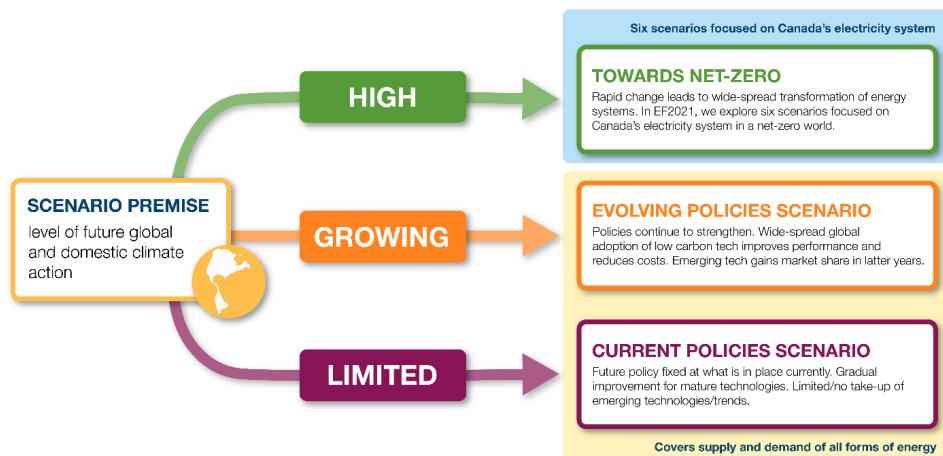 Six scenarios focused on Canada's electricity system
HIGH
TOWARDS NET-ZERO
Rapid change leads to wide-spread transformation of energy
systems. In EF2021, we explore six scenarios focused on
Canada's electricity system in a net-zero world.
SCENARIO PREMISE
level of future global
and domestic climate
action
GROWING
EVOLVING POLICIES SCENARIO
Policies continue to strengthen. Wide-spread global
adoption of low carbon tech improves performance and
reduces costs. Emerging tech gains market share in latter years.
LIMITED
CURRENT POLICIES SCENARIO
Future policy fixed at what is in place currently. Gradual
improvement for mature technologies. Limited/no take-up of
emerging technologies/trends.
Covers supply and demand of all forms of energy